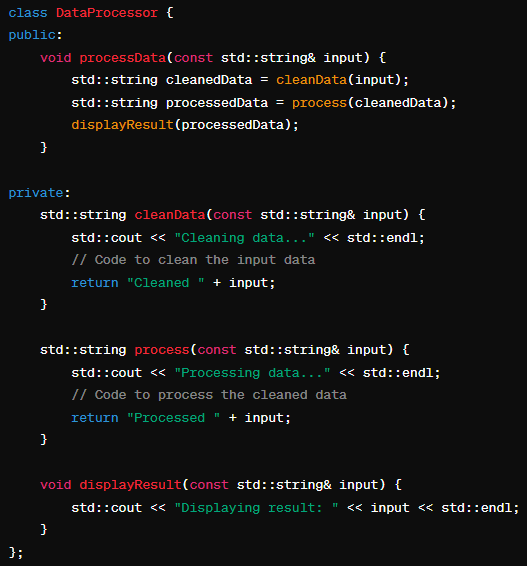 class DataProcessor {
public:
    void processData(const std::string& input) {
        std::string cleanedData = cleanData(input);
        std::string processedData = process(cleanedData);
        displayResult(processedData);
    }

private:
    std::string cleanData(const std::string& input) {
        std::cout << "Cleaning data..." << std::endl;
        // Code to clean the input data
        return "Cleaned " + input;
    }

    std::string process(const std::string& input) {
        std::cout << "Processing data..." << std::endl;
        // Code to process the cleaned data
        return "Processed " + input;
    }

    void displayResult(const std::string& input) {
        std::cout << "Displaying result: " << input << std::endl;
    }
};